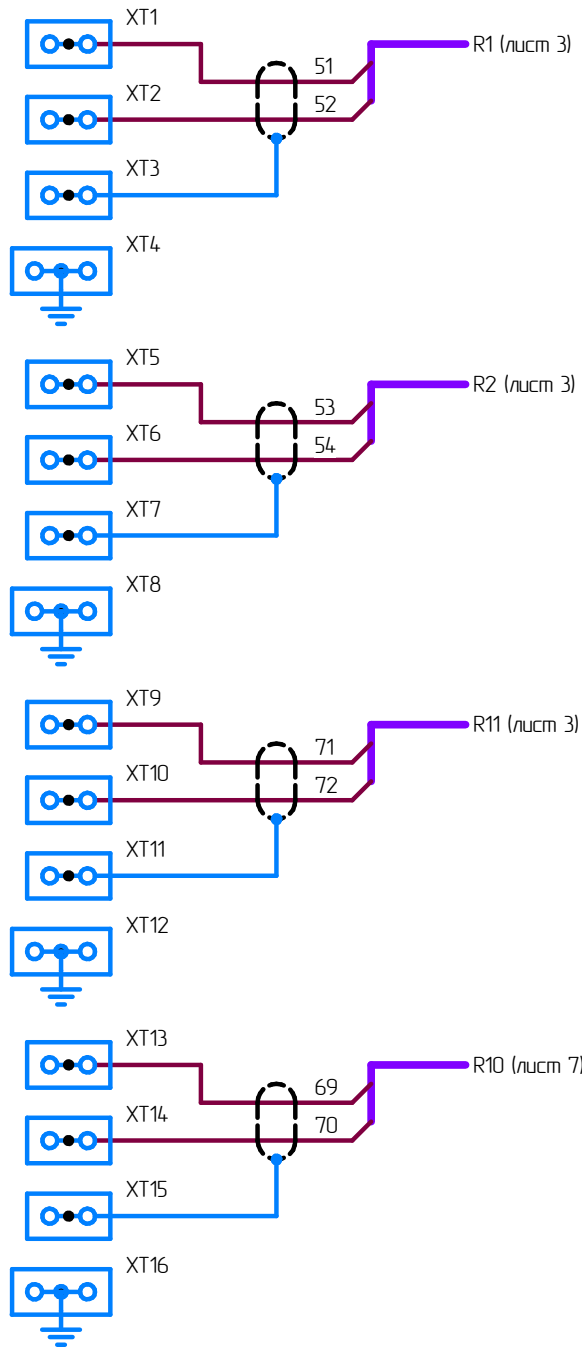 XT1
R1 (лист 3)
51
XT2
52
XT3
XT4
XT5
R2 (лист 3)
53
XT6
54
XT7
XT8
XT9
R11 (лист 3)
71
XT10
72
XT11
XT12
XT13
R10 (лист 7)
69
XT14
70
XT15
XT16